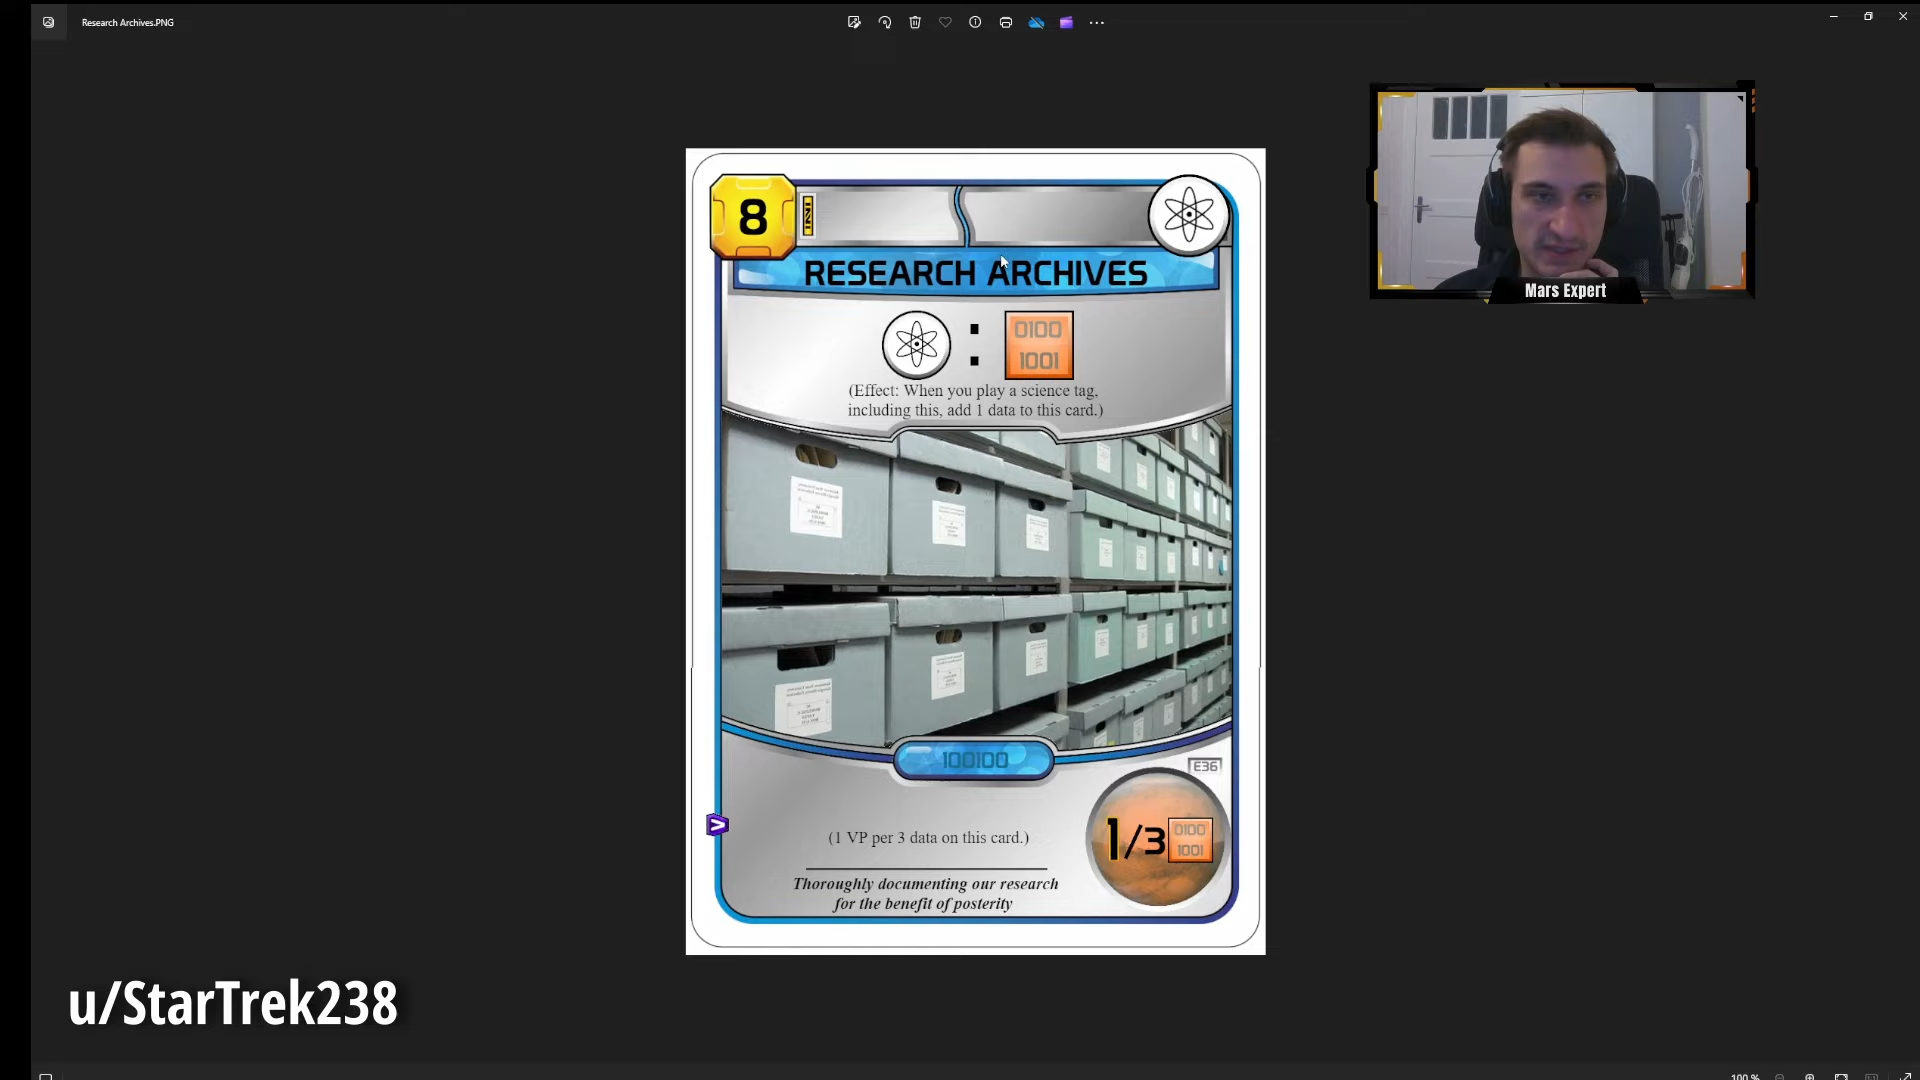 Research Archives.PNG
8
RESEARCH ARCHIVES
:
0100
1001
(Effect: When you play a science tag,
including this, add 1 data to this card.)
100100
E36
(1 VP per 3 data on this card.)
1/3
0100
1001
Thoroughly documenting our research
for the benefit of posterity
Mars Expert
u/StarTrek238
100 %